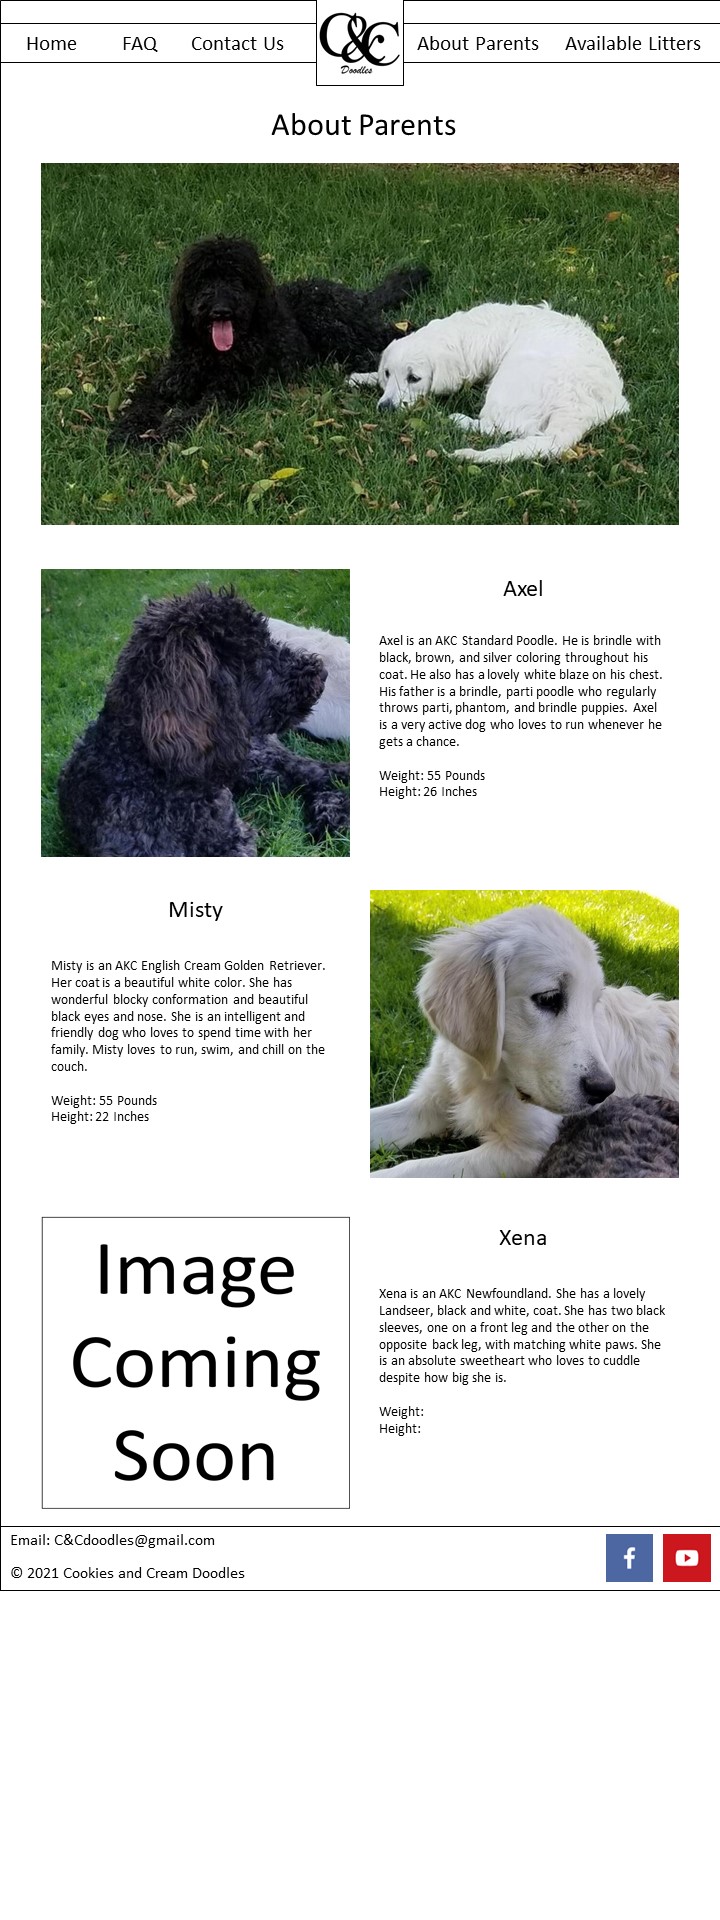 Home FAQ Contact Us C&C Doodles About Parents Available Litters
About Parents
Axel
Axel is an AKC Standard Poodle. He is brindle with
black, brown, and silver coloring throughout his
coat. He also has a lovely white blaze on his chest.
His father is a brindle, parti poodle who regularly
throws parti, phantom, and brindle puppies. Axel
is a very active dog who loves to run whenever he
gets a chance.
Weight: 55 Pounds
Height: 26 Inches
Misty
Misty is an AKC English Cream Golden Retriever.
Her coat is a beautiful white color. She has
wonderful blocky conformation and beautiful
black eyes and nose. She is an intelligent and
friendly dog who loves to spend time with her
family. Misty loves to run, swim, and chill on the
couch.
Weight: 55 Pounds
Height: 22 Inches
Image
Coming
Soon
Xena
Xena is an AKC Newfoundland. She has a lovely
Landseer, black and white, coat. She has two black
sleeves, one on a front leg and the other on the
opposite back leg, with matching white paws. She
is an absolute sweetheart who loves to cuddle
despite how big she is.
Weight:
Height:
Email: C&Cdoodles@gmail.com
© 2021 Cookies and Cream Doodles